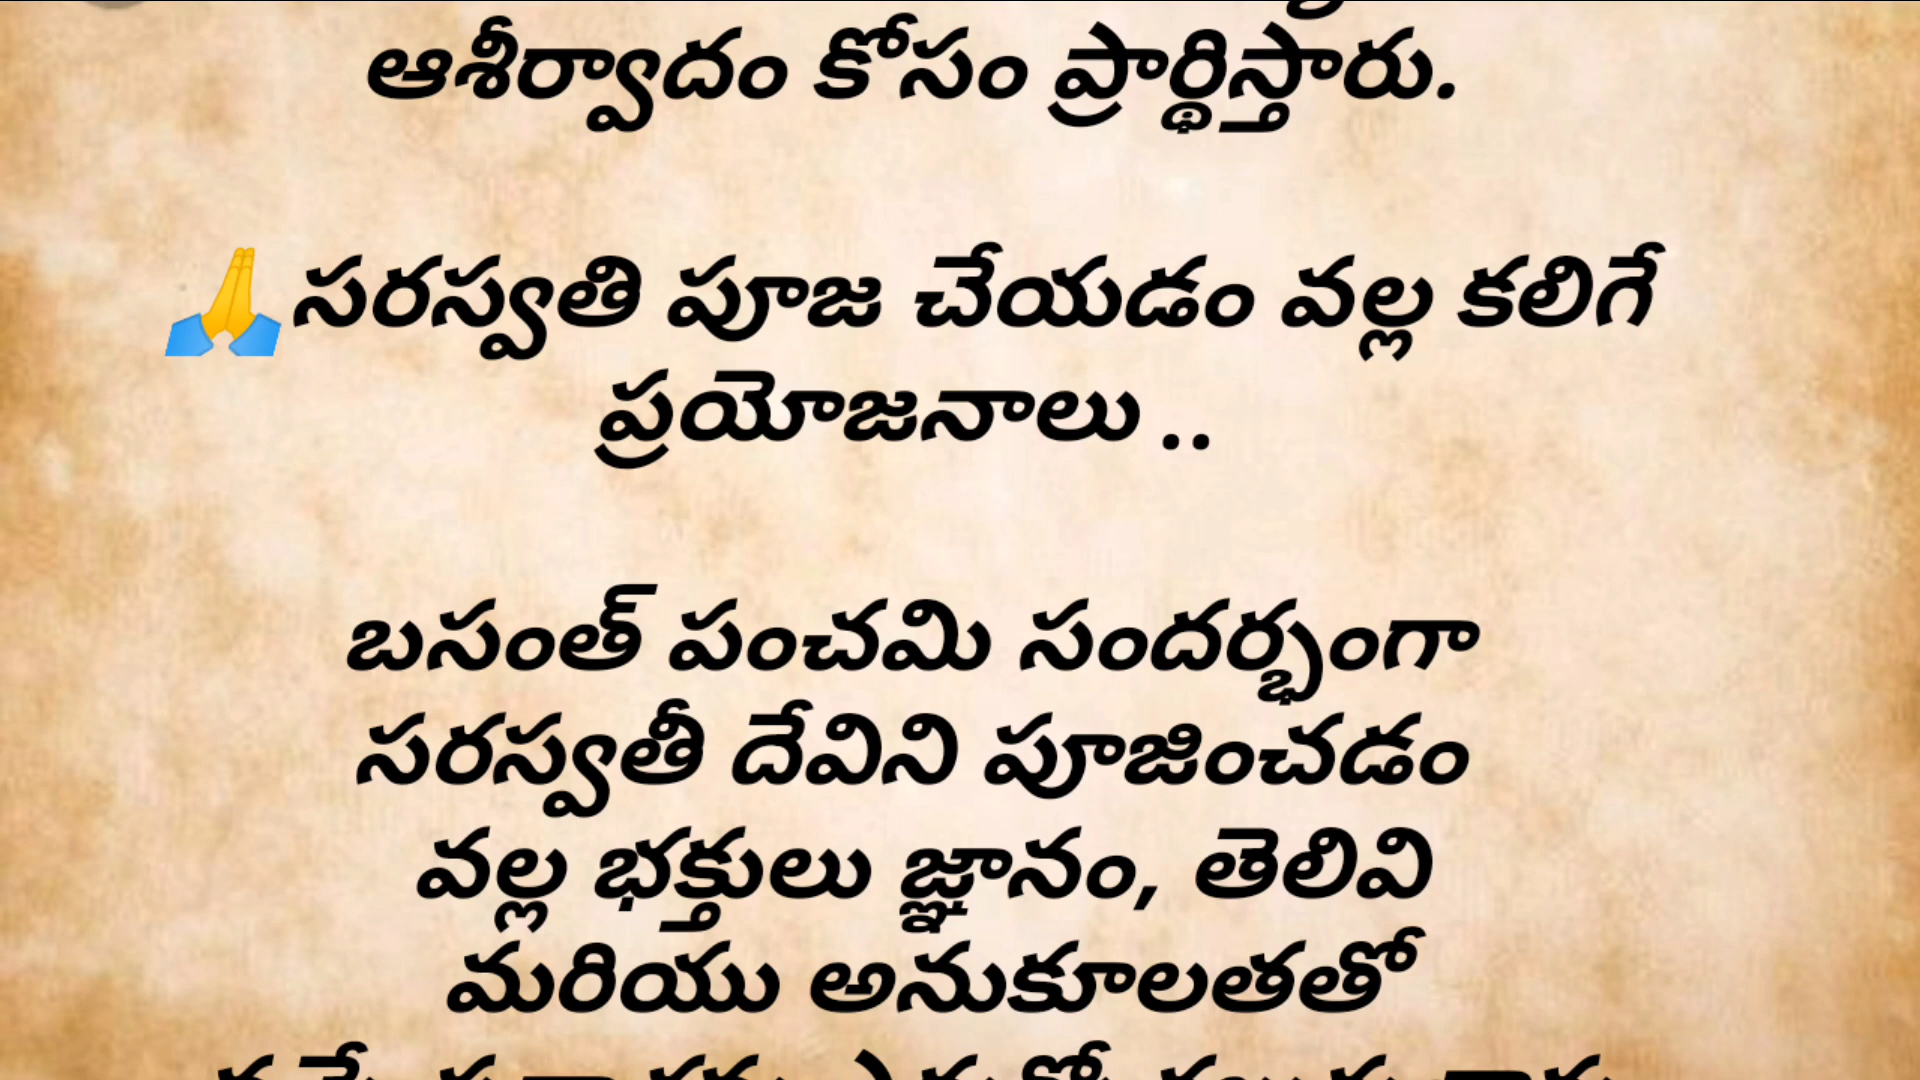 ఆశీర్వాదం కోసం ప్రార్థిస్తారు.
🙏సరస్వతి పూజ చేయడం వల్ల కలిగే
ప్రయోజనాలు ..
బసంత్ పంచమి సందర్భంగా
సరస్వతీ దేవిని పూజించడం
వల్ల భక్తులు జ్ఞానం, తెలివి
మరియు అనుకూలతతో